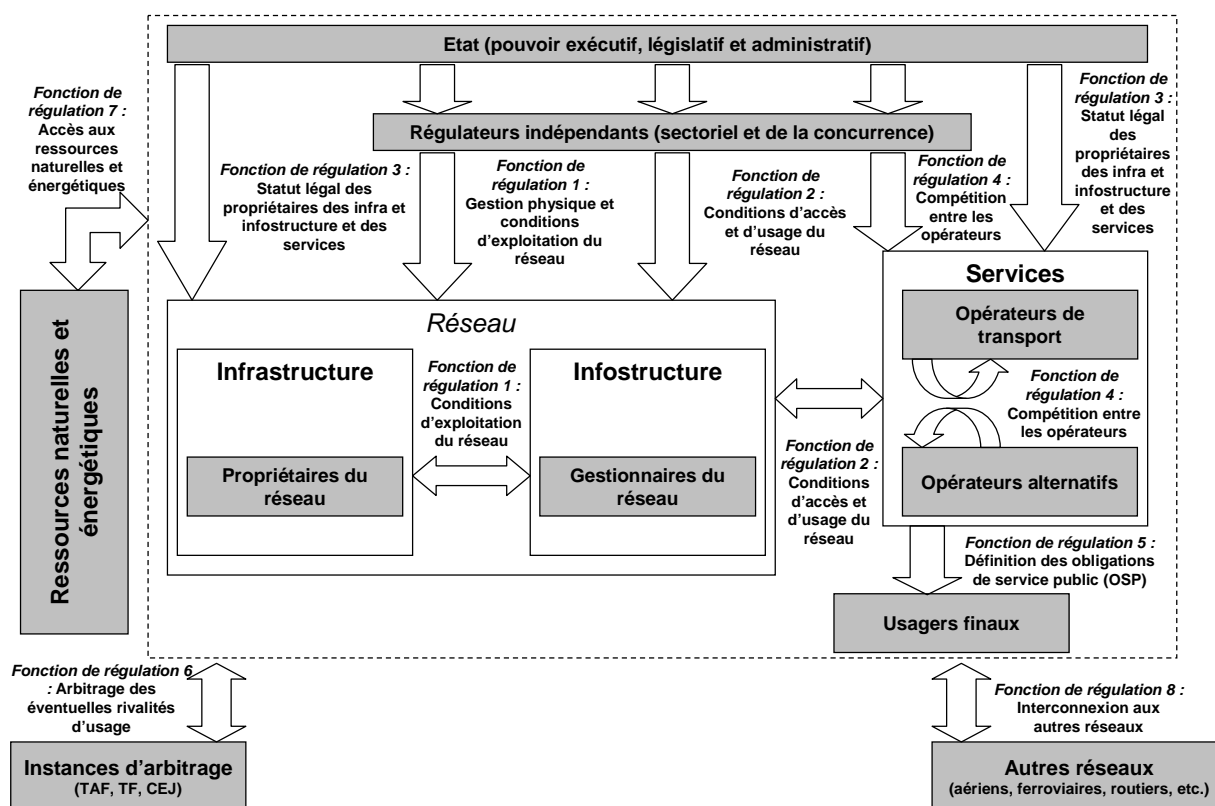 Etat (pouvoir exécutif, législatif et administratif)
Fonction de
régulation 7 :
Accès aux
ressources
naturelles et
énergétiques
Régulateurs indépendants (sectoriel et de la concurrence)
Fonction de régulation 3 :
Statut légal des
propriétaires des infra et
infostructure et des
services
Fonction de
régulation 1 :
Gestion physique et
conditions
d'exploitation du
réseau
Fonction de
régulation 2 :
Conditions d'accès
et d'usage du
réseau
Fonction de
régulation 4 :
Compétition
entre les
opérateurs
Fonction de
régulation 3 :
Statut légal
des
propriétaires
des infra et
infostructure
et des
services
Ressources naturelles et
énergétiques
Réseau
Infrastructure
Propriétaires du
réseau
Fonction de
régulation 1 :
Conditions
d'exploitation
du réseau
Infostructure
Gestionnaires du
réseau
Fonction de
régulation 2 :
Conditions
d'accès et
d'usage du
réseau
Services
Opérateurs de
transport
Fonction de
régulation 4 :
Compétition entre
les opérateurs
Opérateurs alternatifs
Fonction de régulation 5 :
Définition des obligations
de service public (OSP)
Usagers finaux
Fonction de régulation 6
: Arbitrage des
éventuelles rivalités
d'usage
Instances d'arbitrage
(TAF, TF, CEJ)
Fonction de régulation 8 :
Interconnexion aux
autres réseaux
Autres réseaux
(aériens, ferroviaires, routiers, etc.)